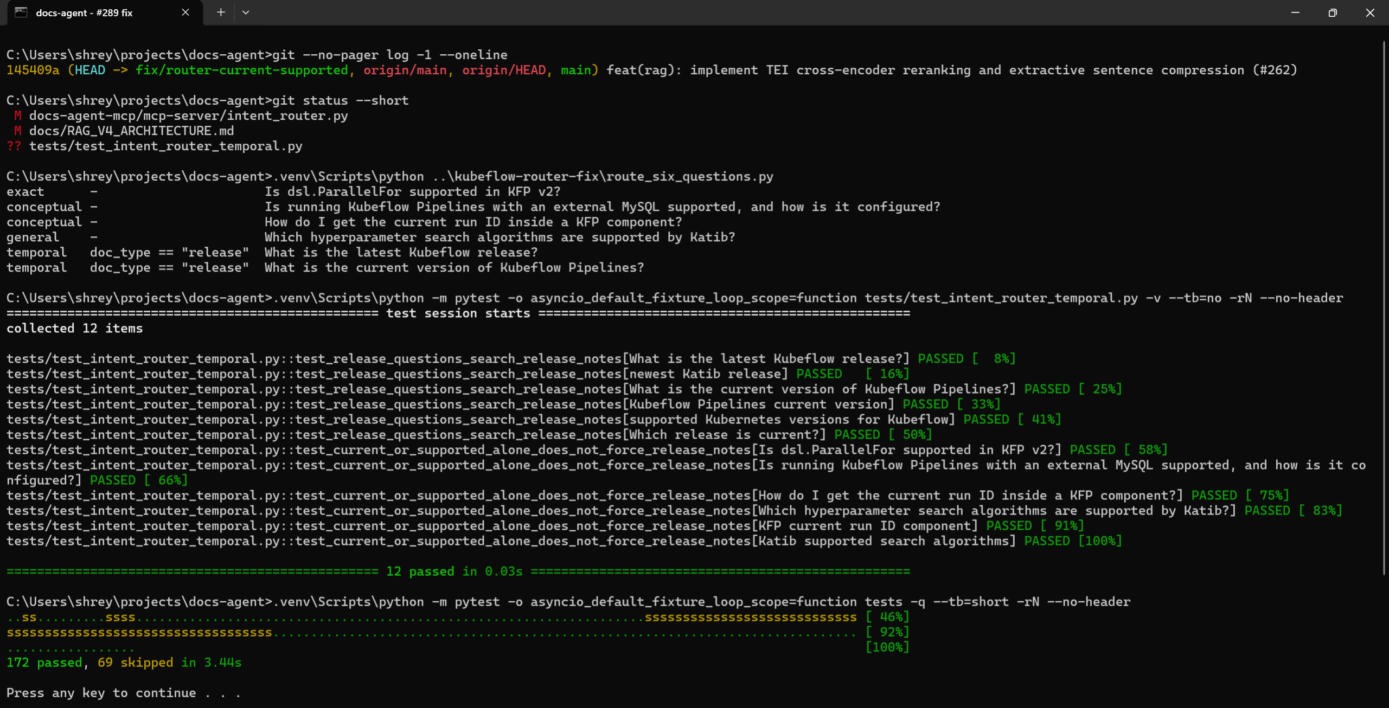 docs-agent - #289 fix
C:\Users\shrey\projects\docs-agent>git --no-pager log -1 --oneline
145409a (HEAD -> fix/router-current-supported, origin/main, origin/HEAD, main) feat(rag): implement TEI cross-encoder reranking and extractive sentence compression (#262)
C:\Users\shrey\projects\docs-agent>git status --short
 M docs-agent-mcp/mcp-server/intent_router.py
 M docs/RAG_V4_ARCHITECTURE.md
?? tests/test_intent_router_temporal.py
C:\Users\shrey\projects\docs-agent>.venv\Scripts\python ..\kubeflow-router-fix\route_six_questions.py
exact      -                      Is dsl.ParallelFor supported in KFP v2?
conceptual -                      Is running Kubeflow Pipelines with an external MySQL supported, and how is it configured?
conceptual -                      How do I get the current run ID inside a KFP component?
general    -                      Which hyperparameter search algorithms are supported by Katib?
temporal   doc_type == "release"  What is the latest Kubeflow release?
temporal   doc_type == "release"  What is the current version of Kubeflow Pipelines?
C:\Users\shrey\projects\docs-agent>.venv\Scripts\python -m pytest -o asyncio_default_fixture_loop_scope=function tests/test_intent_router_temporal.py -v --tb=no -rN --no-header
================================================= test session starts =================================================
collected 12 items
tests/test_intent_router_temporal.py::test_release_questions_search_release_notes[What is the latest Kubeflow release?] PASSED [  8%]
tests/test_intent_router_temporal.py::test_release_questions_search_release_notes[newest Katib release] PASSED   [ 16%]
tests/test_intent_router_temporal.py::test_release_questions_search_release_notes[What is the current version of Kubeflow Pipelines?] PASSED [ 25%]
tests/test_intent_router_temporal.py::test_release_questions_search_release_notes[Kubeflow Pipelines current version] PASSED [ 33%]
tests/test_intent_router_temporal.py::test_release_questions_search_release_notes[supported Kubernetes versions for Kubeflow] PASSED [ 41%]
tests/test_intent_router_temporal.py::test_release_questions_search_release_notes[Which release is current?] PASSED [ 50%]
tests/test_intent_router_temporal.py::test_current_or_supported_alone_does_not_force_release_notes[Is dsl.ParallelFor supported in KFP v2?] PASSED [ 58%]
tests/test_intent_router_temporal.py::test_current_or_supported_alone_does_not_force_release_notes[Is running Kubeflow Pipelines with an external MySQL supported, and how is it co
nfigured?] PASSED [ 66%]
tests/test_intent_router_temporal.py::test_current_or_supported_alone_does_not_force_release_notes[How do I get the current run ID inside a KFP component?] PASSED [ 75%]
tests/test_intent_router_temporal.py::test_current_or_supported_alone_does_not_force_release_notes[Which hyperparameter search algorithms are supported by Katib?] PASSED [ 83%]
tests/test_intent_router_temporal.py::test_current_or_supported_alone_does_not_force_release_notes[KFP current run ID component] PASSED [ 91%]
tests/test_intent_router_temporal.py::test_current_or_supported_alone_does_not_force_release_notes[Katib supported search algorithms] PASSED [100%]
================================================= 12 passed in 0.03s ==================================================
C:\Users\shrey\projects\docs-agent>.venv\Scripts\python -m pytest -o asyncio_default_fixture_loop_scope=function tests -q --tb=short -rN --no-header
..ss.........ssss...................................................................ssssssssssssssssssssssssssss [ 46%]
sssssssssssssssssssssssssssssssssss............................................................................. [ 92%]
.................                                                                                                [100%]
172 passed, 69 skipped in 3.44s
Press any key to continue . . .